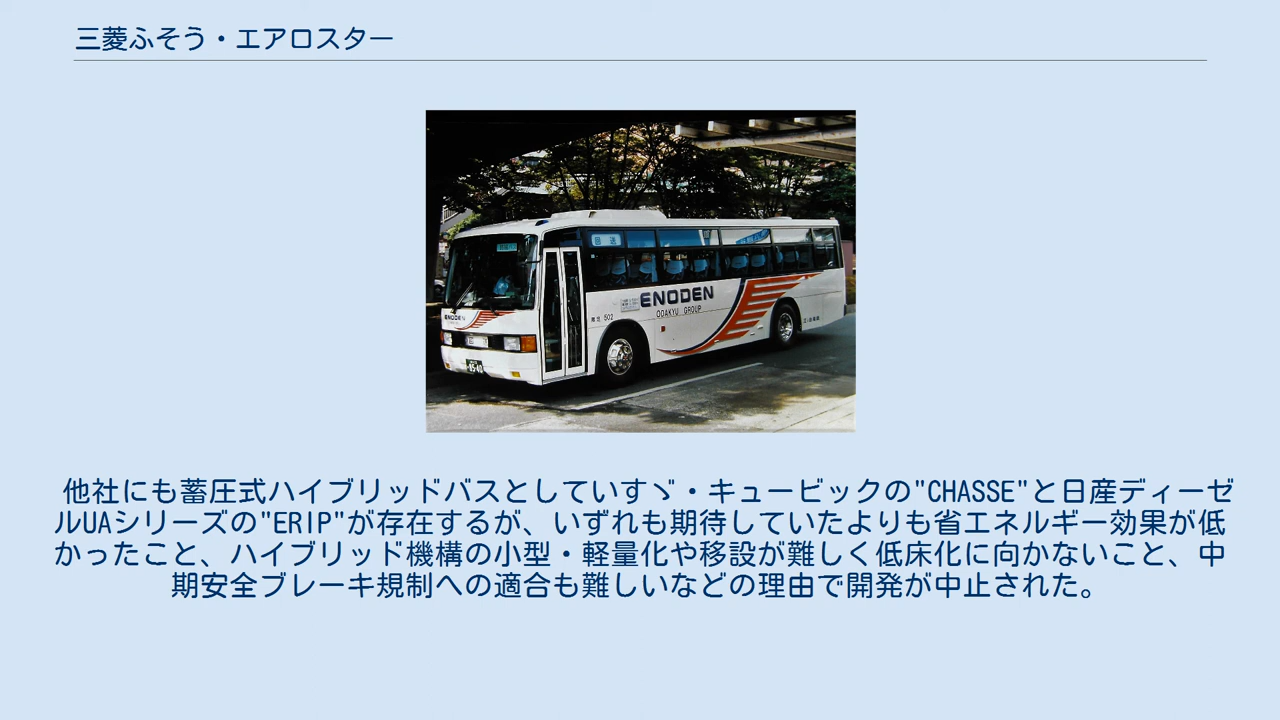 三菱ふそう・エアロスター
回送
ENODEN
ODAKYU GROUP
502
ENODEN
8540
他社にも蓄圧式ハイブリッドバスとしていすゞ・キュービックの"CHASSE"と日産ディーゼ
ルUAシリーズの"ERIP"が存在するが、いずれも期待していたよりも省エネルギー効果が低
かったこと、ハイブリッド機構の小型・軽量化や移設が難しく低床化に向かないこと、中
期安全ブレーキ規制への適合も難しいなどの理由で開発が中止された。